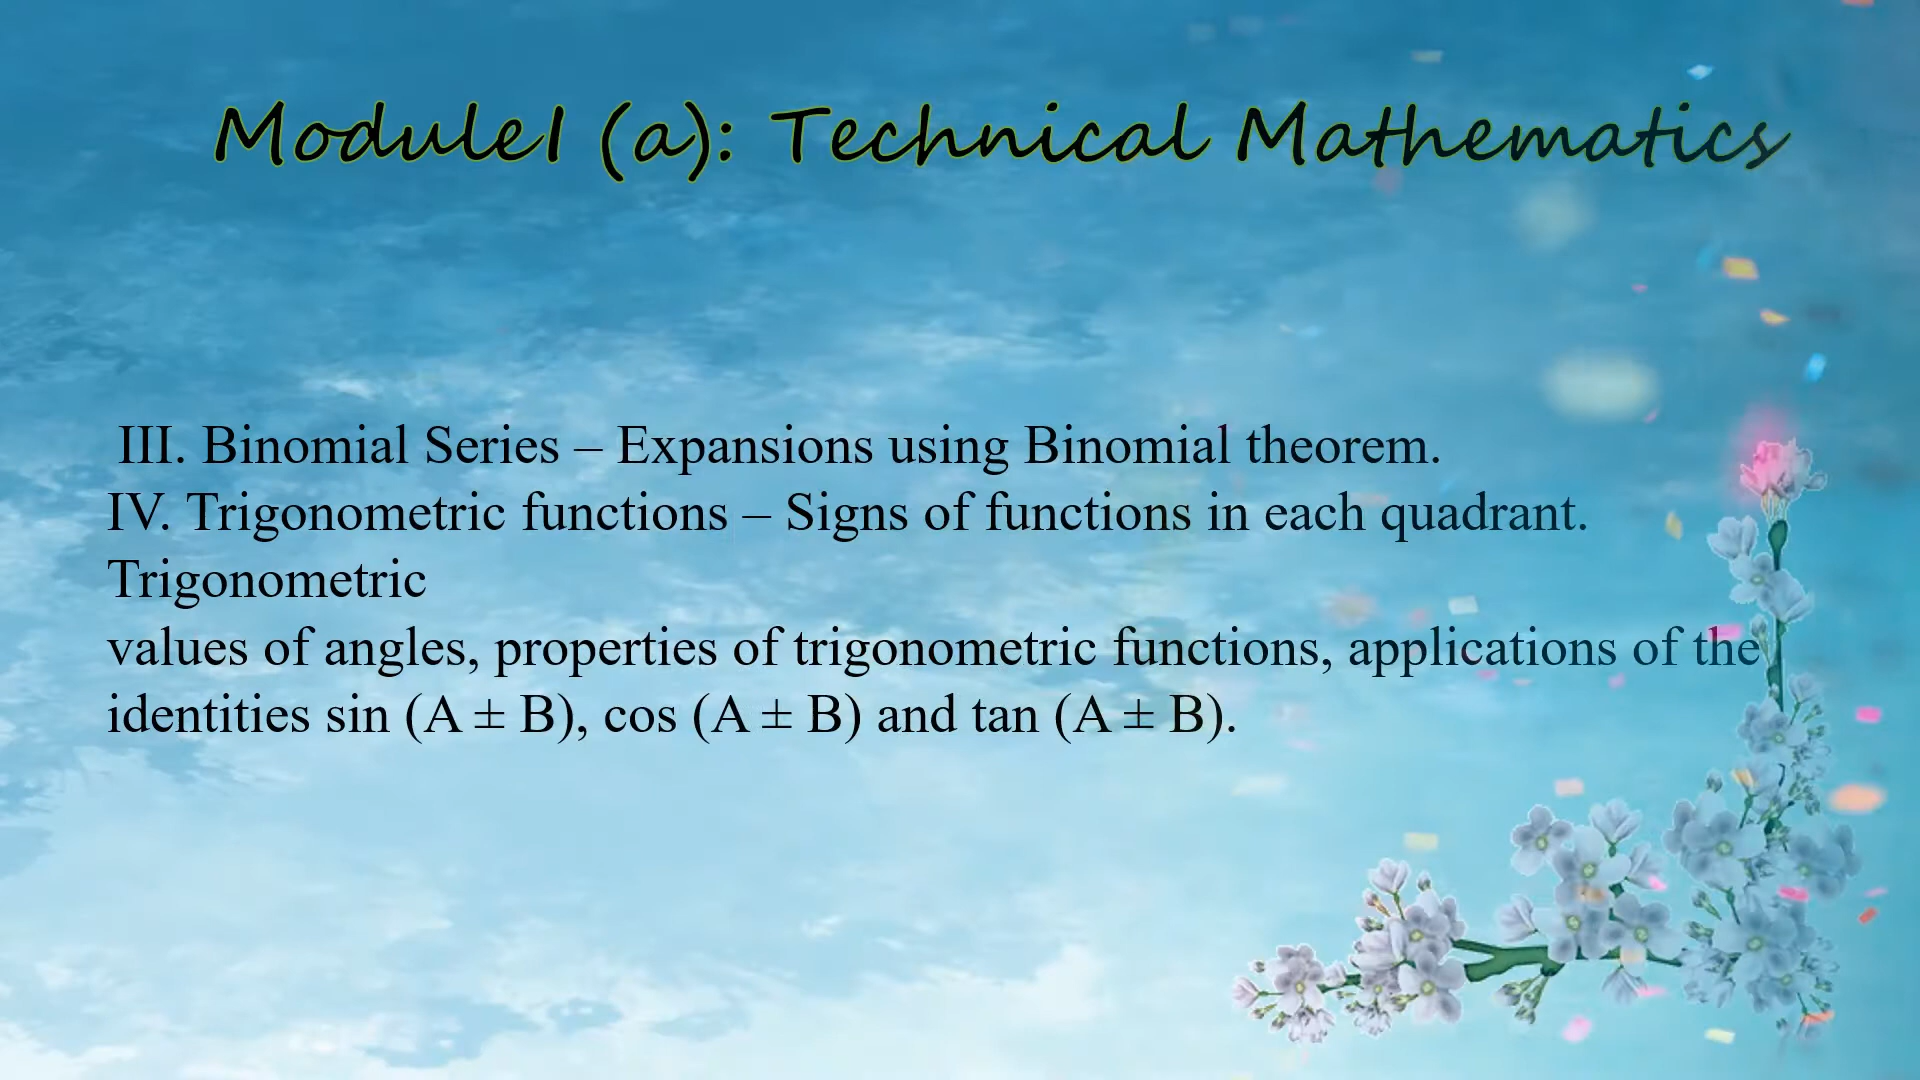 ModuleI (a): Technical Mathematics
III. Binomial Series – Expansions using Binomial theorem.
IV. Trigonometric functions – Signs of functions in each quadrant.
Trigonometric
values of angles, properties of trigonometric functions, applications of the
identities sin (A ± B), cos (A ± B) and tan (A ± B).